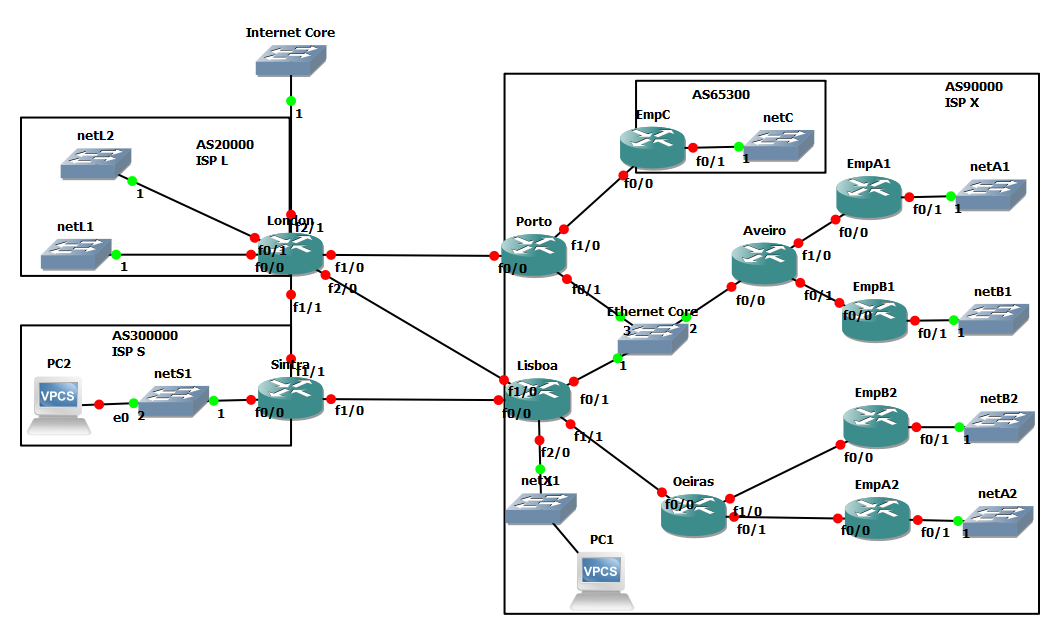 Internet Core
1
AS20000
ISP L
netL2
1
netL1
1
London
f2/1
f0/1
f0/0
f1/0
f2/0
f1/1
AS300000
ISP S
PC2
VPCS
e0
2
netS1
1
Sintra
f1/1
f0/0
f1/0
AS90000
ISP X
AS65300
EmpC
f0/0
f0/1
netC
1
Porto
f0/0
f1/0
f0/1
Ethernet Core
3
2
1
Aveiro
f0/0
f1/0
f0/1
EmpA1
f0/0
f0/1
netA1
1
EmpB1
f0/0
f0/1
netB1
1
Lisboa
f1/0
f0/0
f0/1
f1/1
f2/0
netX1
1
PC1
VPCS
Oeiras
f0/0
f1/0
f0/1
EmpB2
f0/0
f0/1
netB2
1
EmpA2
f0/0
f0/1
netA2
1